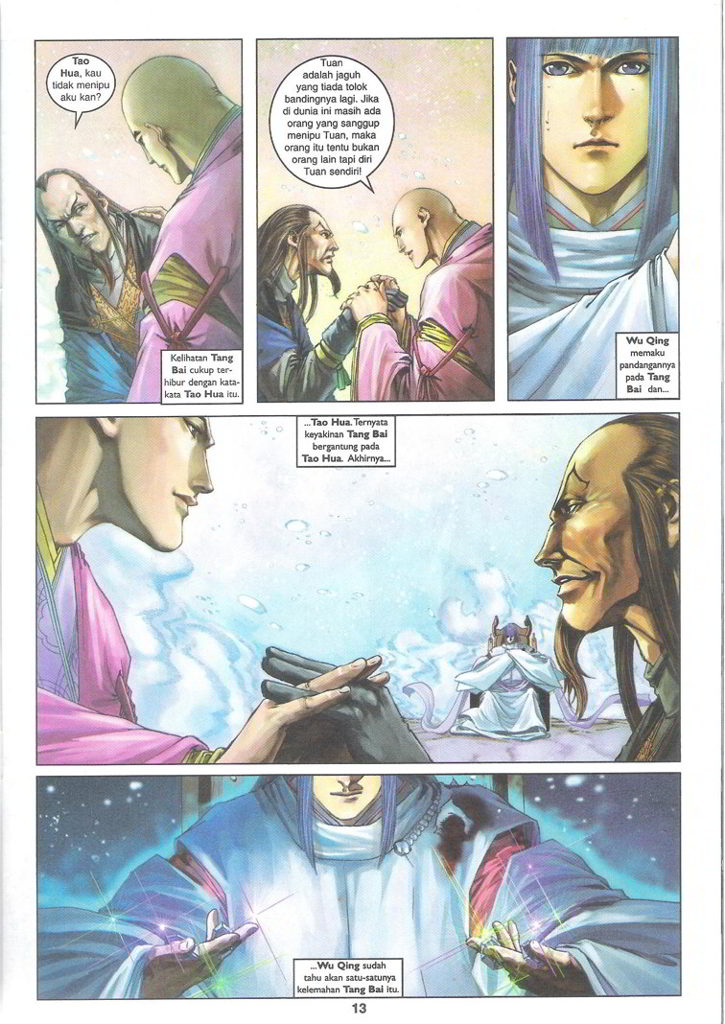 Tao
Hua, kau
tidak menipu
aku kan?
Kelihatan Tang
Bai cukup ter-
hibur dengan kata-
kata Tao Hua itu.
Tuan
adalah jaguh
yang tiada tolok
bandingnya lagi. Jika
di dunia ini masih ada
orang yang sanggup
menipu Tuan, maka
orang itu tentu bukan
orang lain tapi diri
Tuan sendiri!
Wu Qing
memaku
pandangannya
pada Tang
Bai dan...
...Tao Hua. Ternyata
keyakinan Tang Bai
bergantung pada
Tao Hua. Akhirnya...
...Wu Qing sudah
tahu akan satu-satunya
kelemahan Tang Bai itu.
13